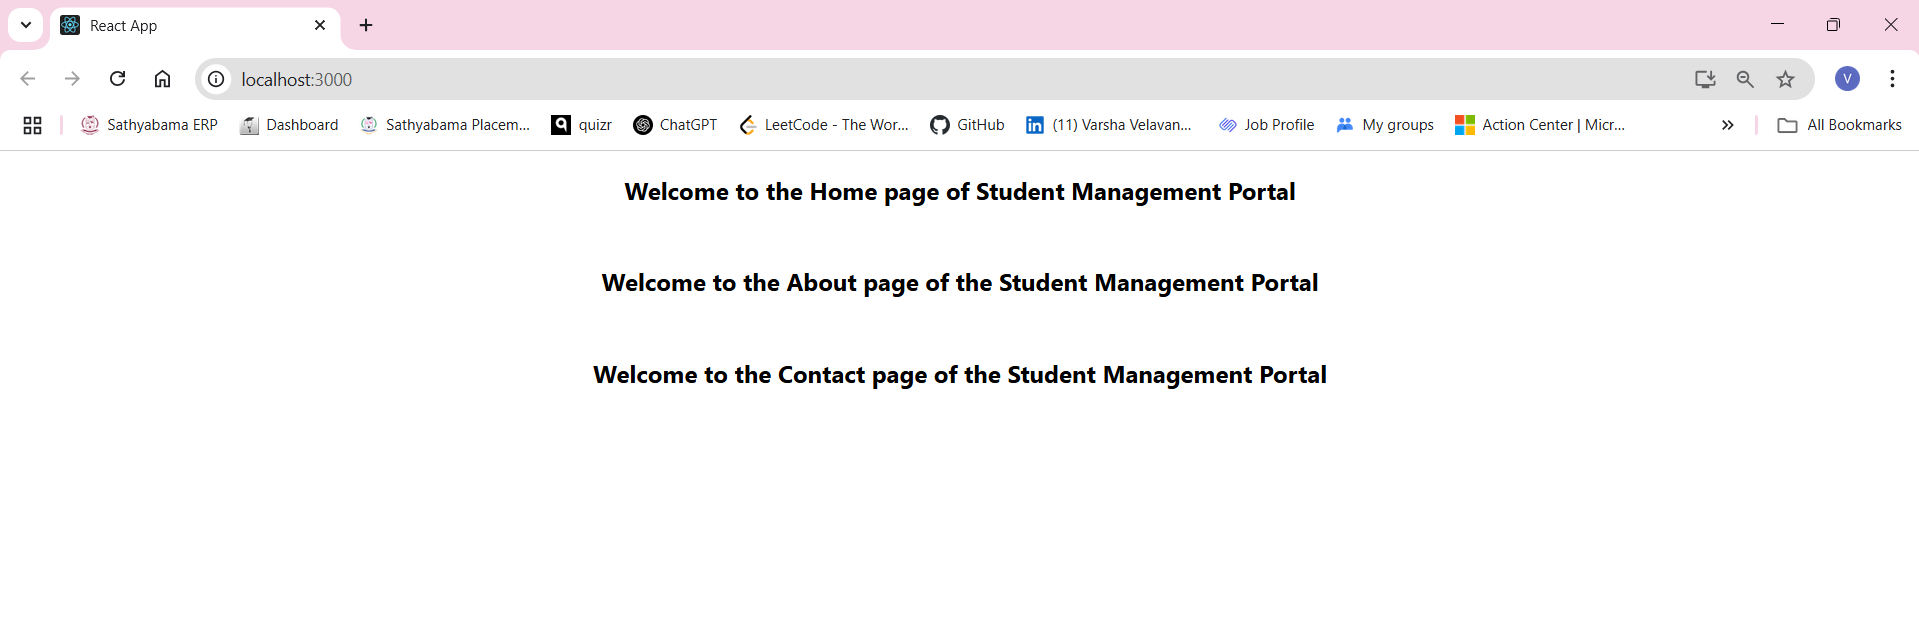 React App
localhost:3000
V
Sathyabama ERP Dashboard Sathyabama Placem... quizr ChatGPT LeetCode - The Wor... GitHub (11) Varsha Velavan... Job Profile My groups Action Center | Micr... » All Bookmarks
Welcome to the Home page of Student Management Portal
Welcome to the About page of the Student Management Portal
Welcome to the Contact page of the Student Management Portal